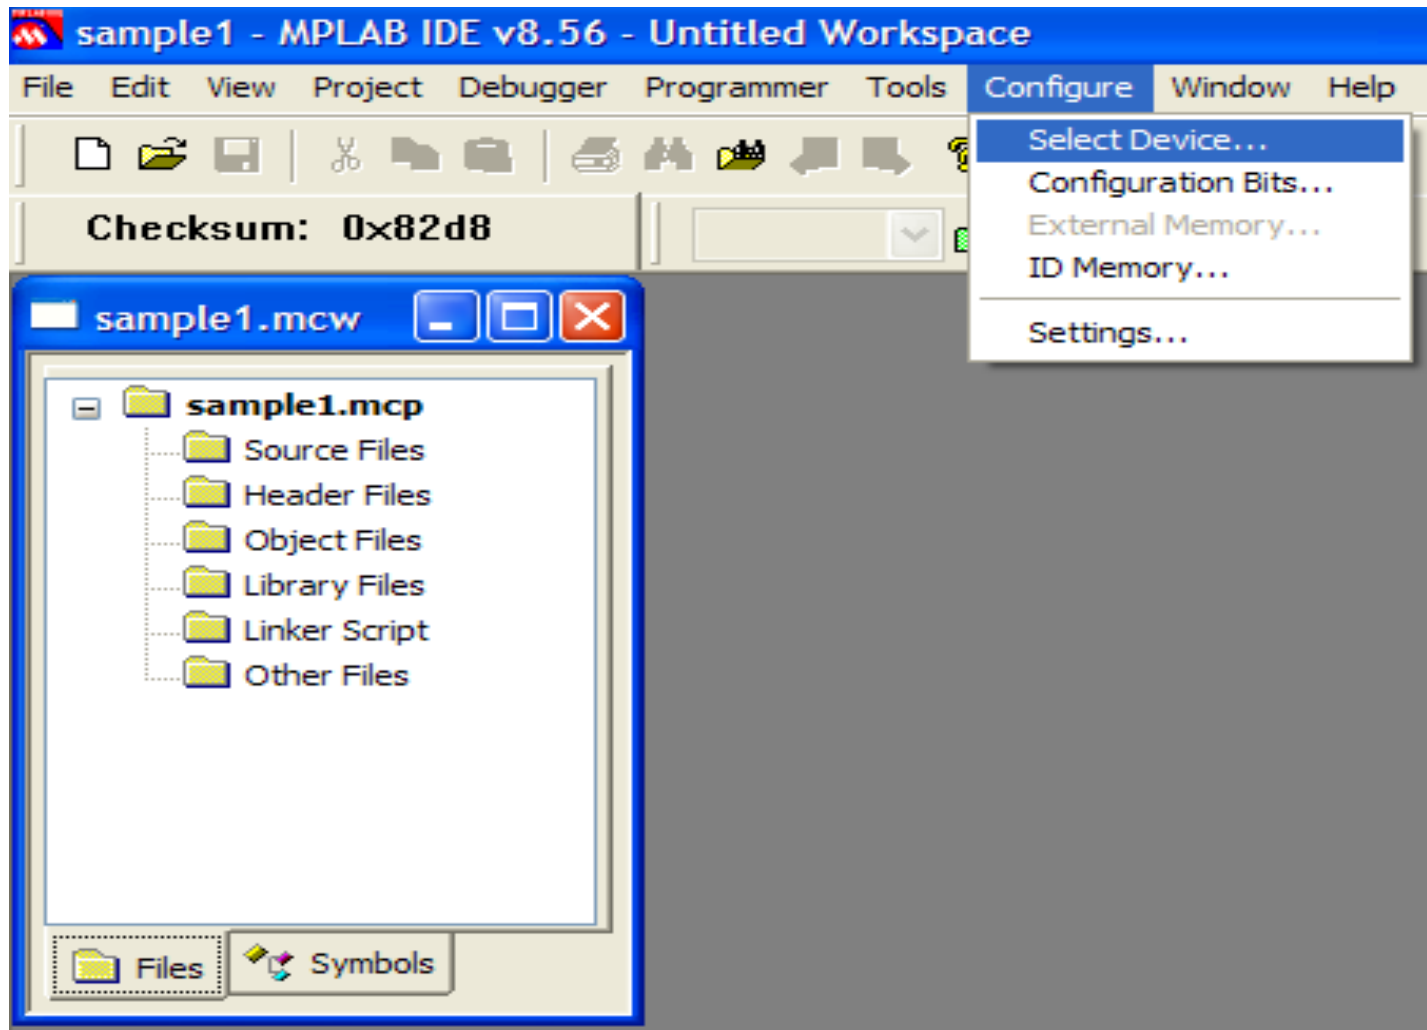 sample1 - MPLAB IDE v8.56 - Untitled Workspace
File Edit View Project Debugger Programmer Tools Configure Window Help
Select Device...
Configuration Bits...
External Memory...
ID Memory...
Settings...
Checksum: 0x82d8
sample1.mcw
sample1.mcp
Source Files
Header Files
Object Files
Library Files
Linker Script
Other Files
Files Symbols